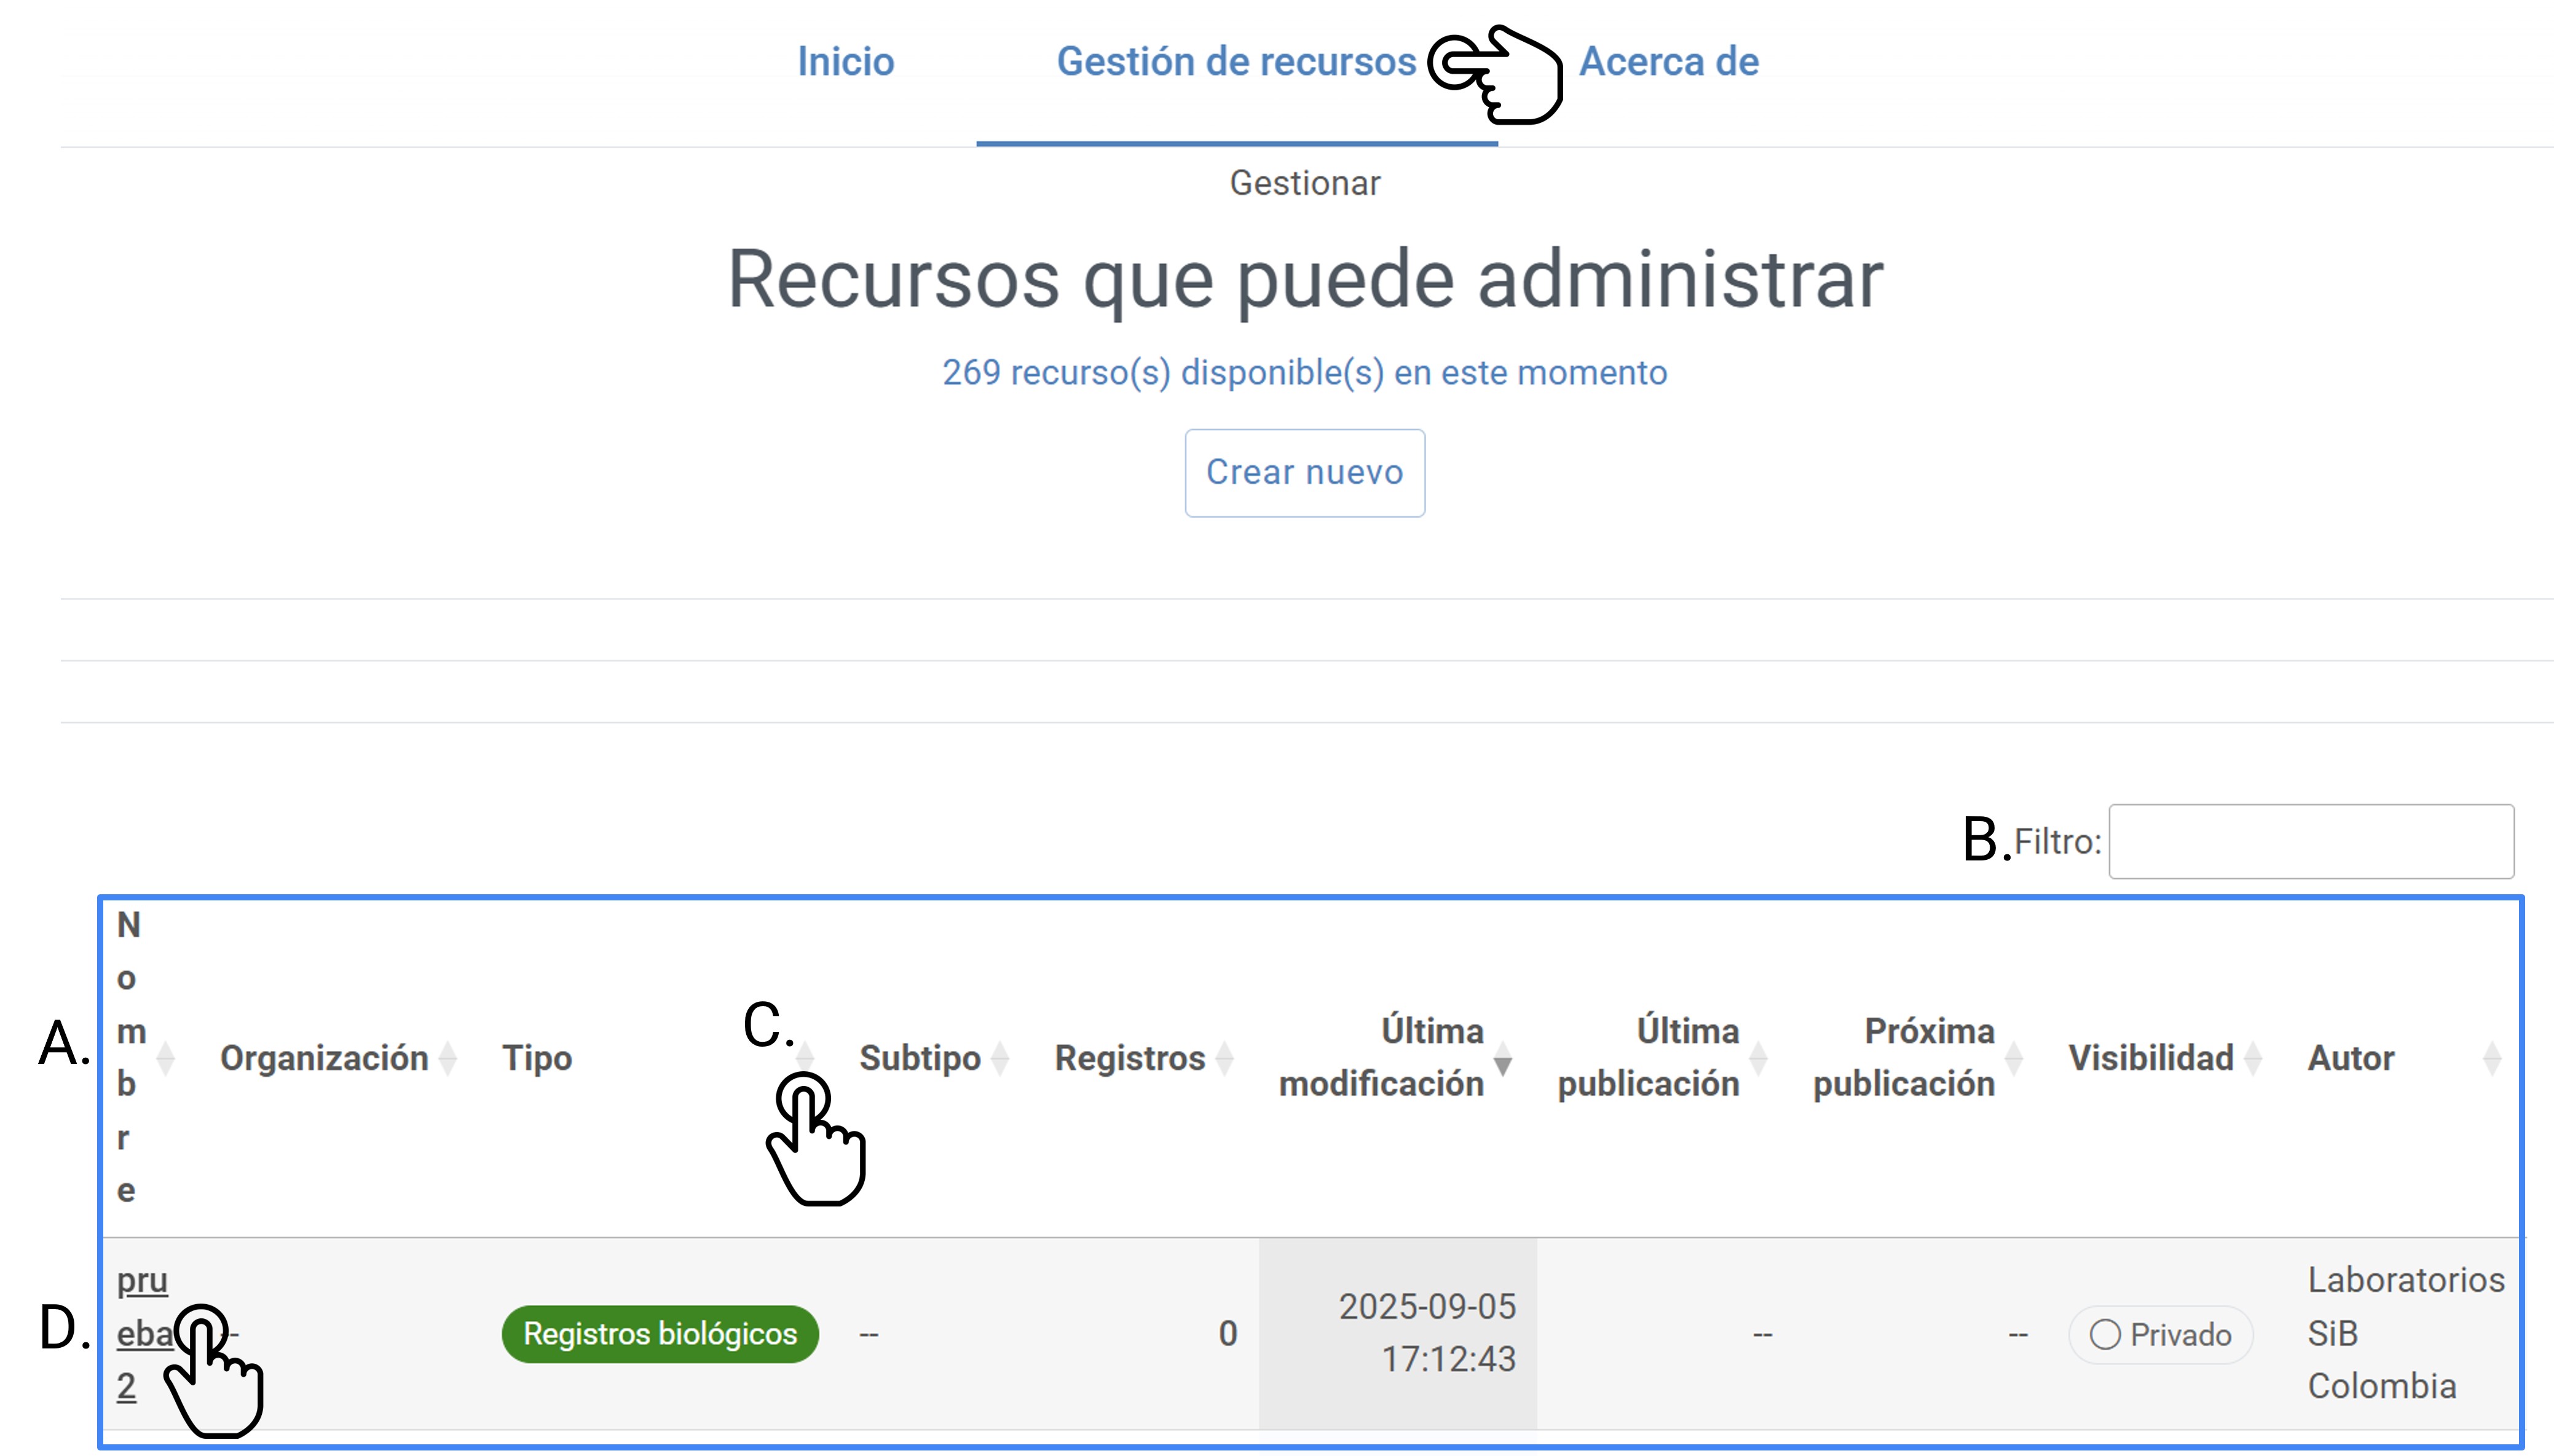 Inicio Gestión de recursos Acerca de
Gestionar
Recursos que puede administrar
269 recurso(s) disponible(s) en este momento
Crear nuevo
B. Filtro:
A.
N
o
m
b
r
e
Organización
Tipo
C.
Subtipo
Registros
Última
modificación
Última
publicación
Próxima
publicación
Visibilidad
Autor
D.
pru
eba
2
--
Registros biológicos
--
0
2025-09-05
17:12:43
--
--
Privado
Laboratorios
SiB
Colombia